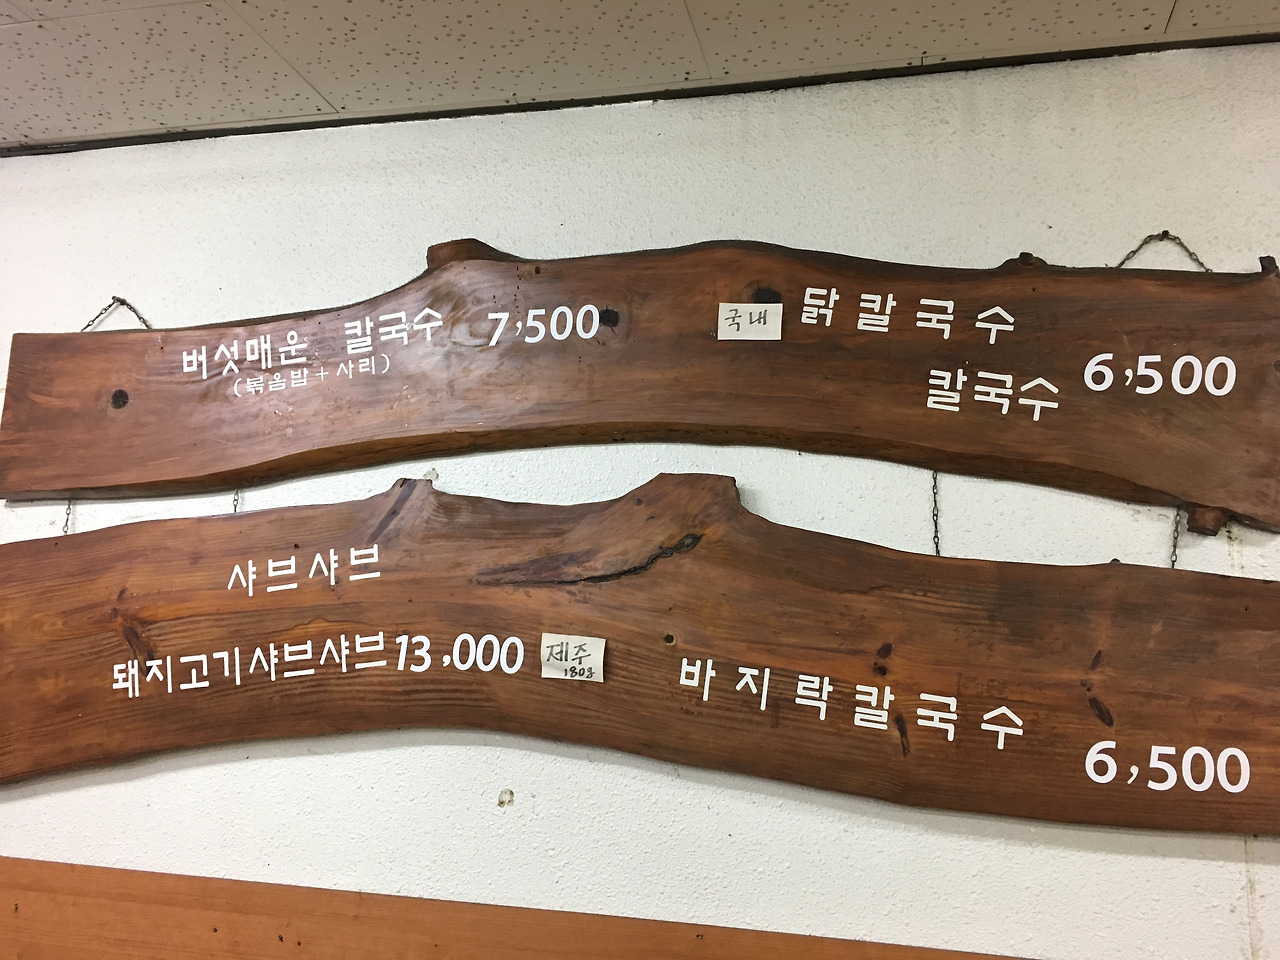 버섯매운 칼국수 7,500
(볶음밥+사리)
국내 닭칼국수
칼국수 6,500
샤브샤브
돼지고기샤브샤브 13,000 제주 180g
바지락칼국수 6,500